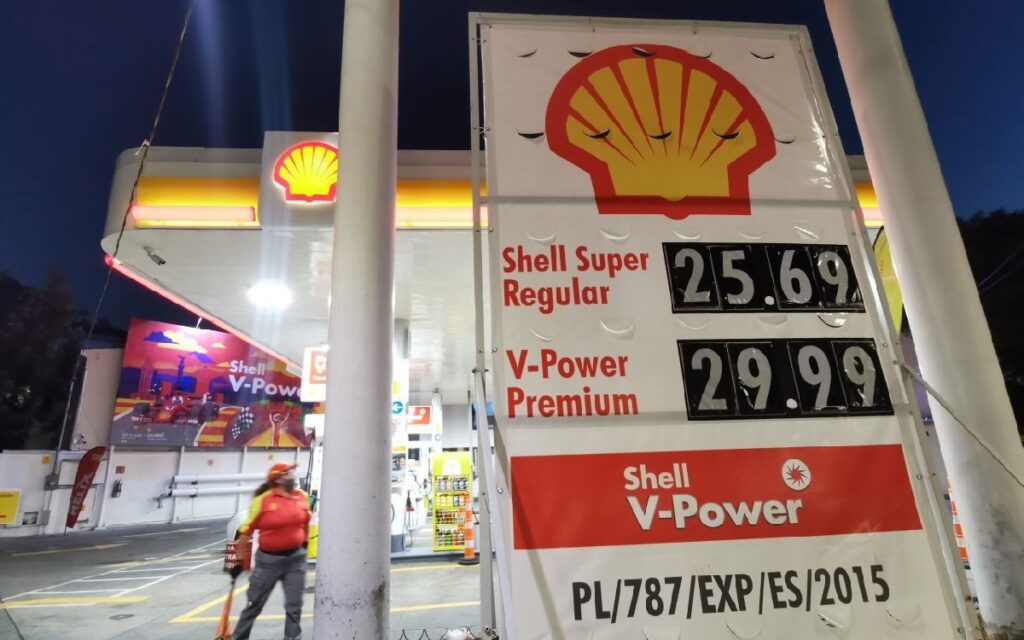 Shell Super
Regular
25.69
V-Power
Premium
29.99
Shell
V-Power
PL/787/EXP/ES/2015
Shell
V-Power